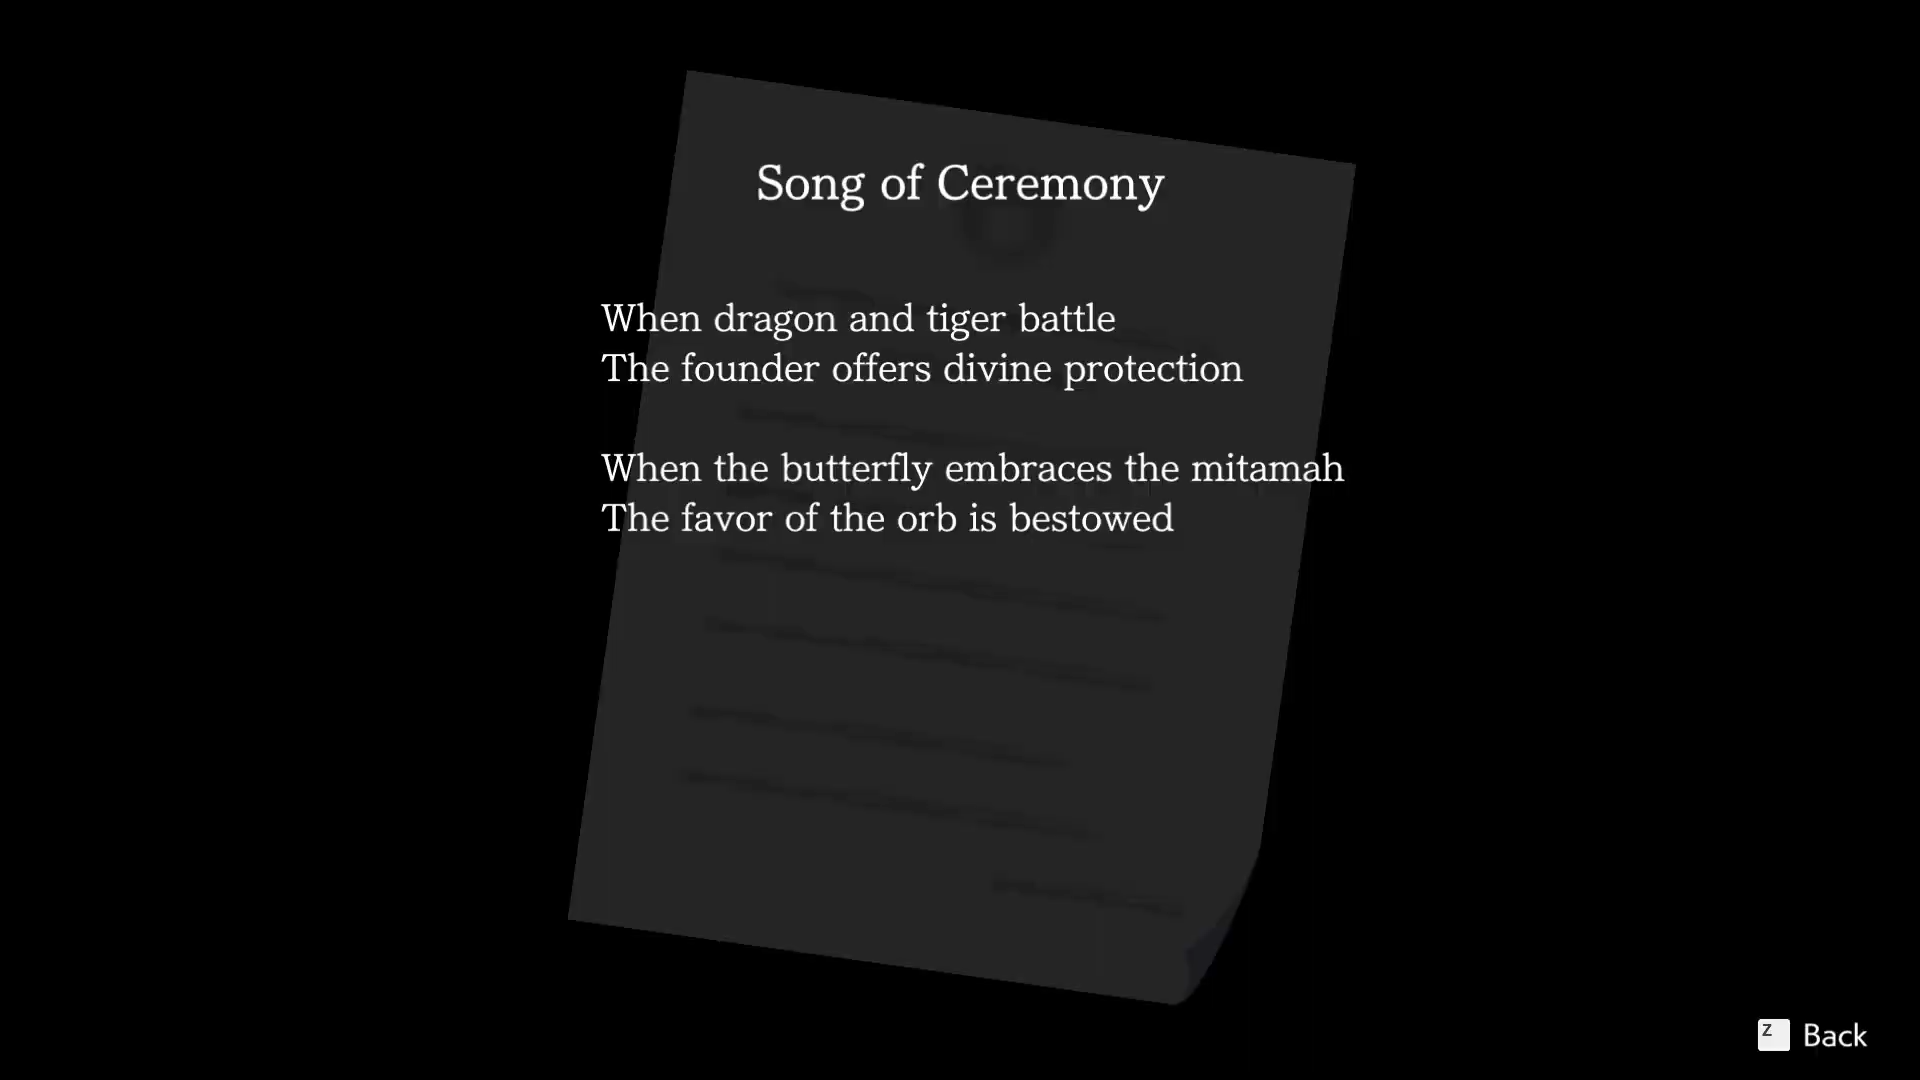 Song of Ceremony
When dragon and tiger battle
The founder offers divine protection
When the butterfly embraces the mitamah
The favor of the orb is bestowed
Z Back